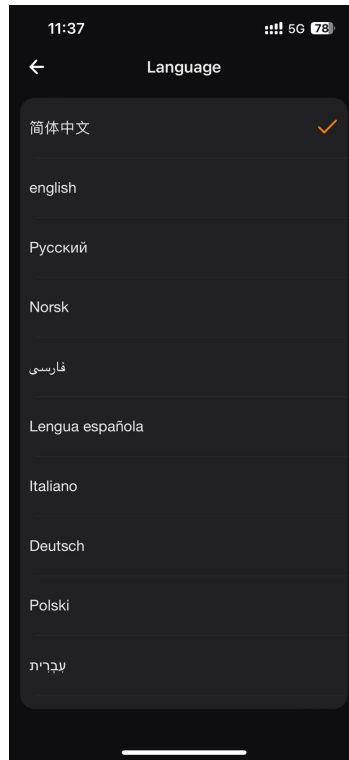 11:37
5G 78
Language
简体中文
english
Русский
Norsk
فارسی
Lengua española
Italiano
Deutsch
Polski
עִבְרִית